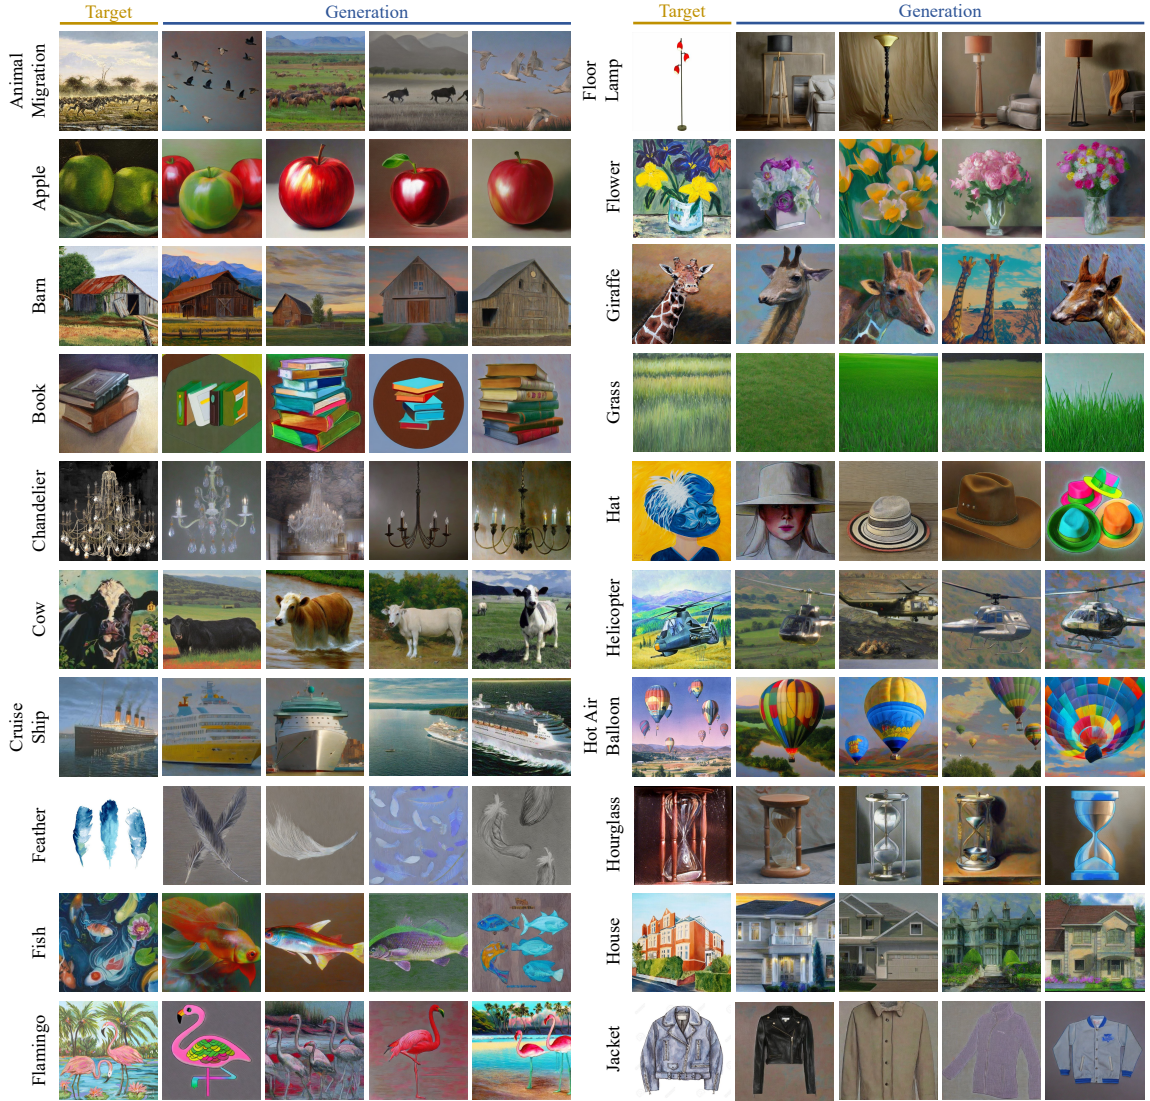 Target
Generation
Animal
Migration
Apple
Barn
Book
Chandelier
Cow
Cruise
Ship
Feather
Fish
Flamingo
Target
Generation
Floor
Lamp
Flower
Giraffe
Grass
Hat
Helicopter
Hot Air
Balloon
Hourglass
House
Jacket